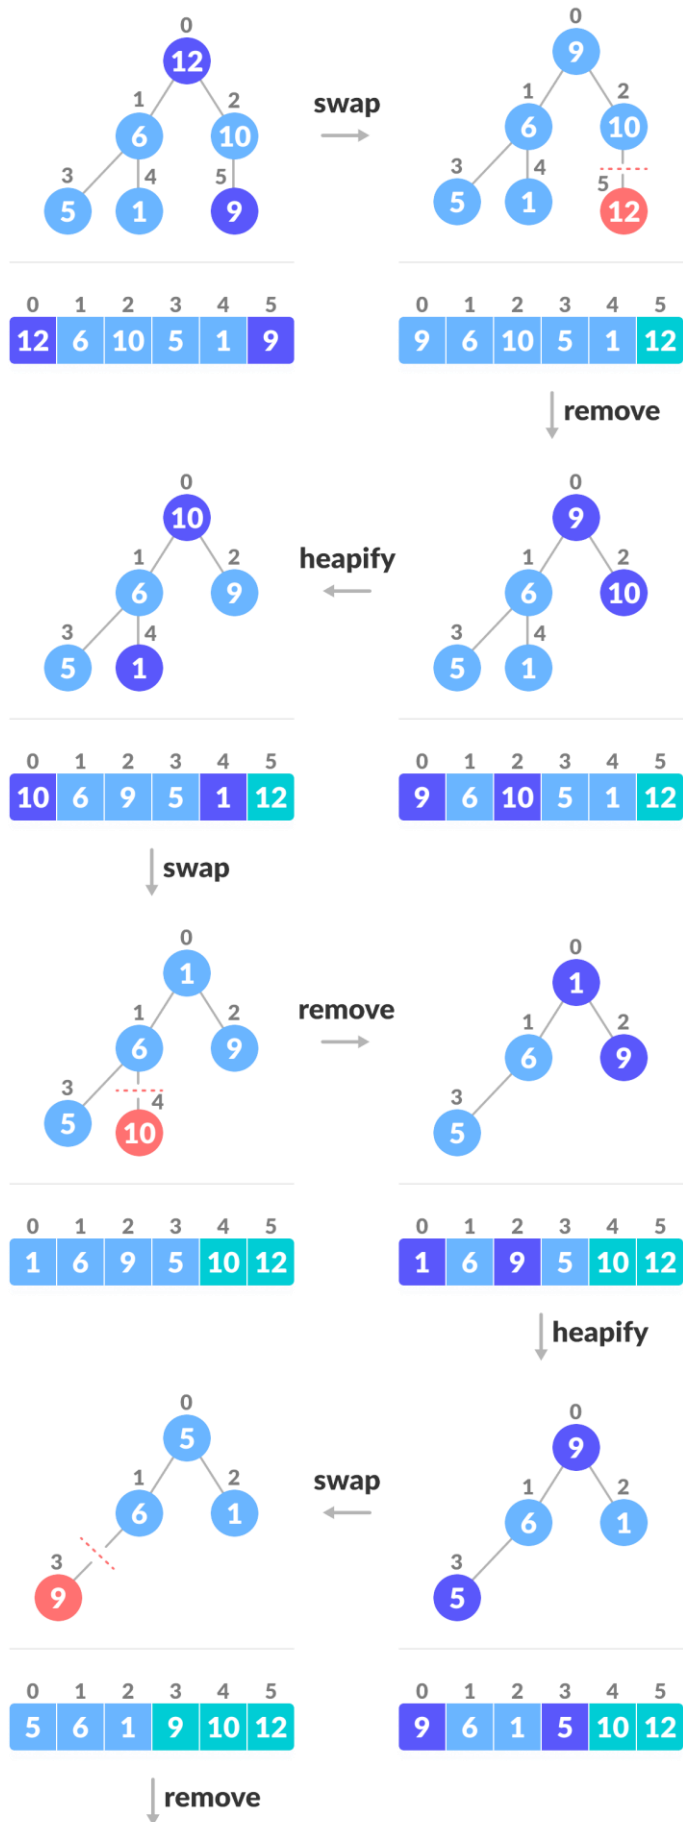 0 0
12 9
swap
1 2 1 2
6 10 6 10
3 4 5 3 4 5
5 1 9 5 1 12
0 1 2 3 4 5 0 1 2 3 4 5
12 6 10 5 1 9 9 6 10 5 1 12
remove
0 0
10 9
heapify
1 2 1 2
6 9 6 10
3 4 3 4
5 1 5 1
0 1 2 3 4 5 0 1 2 3 4 5
10 6 9 5 1 12 9 6 10 5 1 12
swap
0 0
1 1
remove
1 2 1 2
6 9 6 9
3 4 3
5 10 5
0 1 2 3 4 5 0 1 2 3 4 5
1 6 9 5 10 12 1 6 9 5 10 12
heapify
0 0
5 9
swap
1 2 1 2
6 1 6 1
3 3
9 5
0 1 2 3 4 5 0 1 2 3 4 5
5 6 1 9 10 12 9 6 1 5 10 12
remove